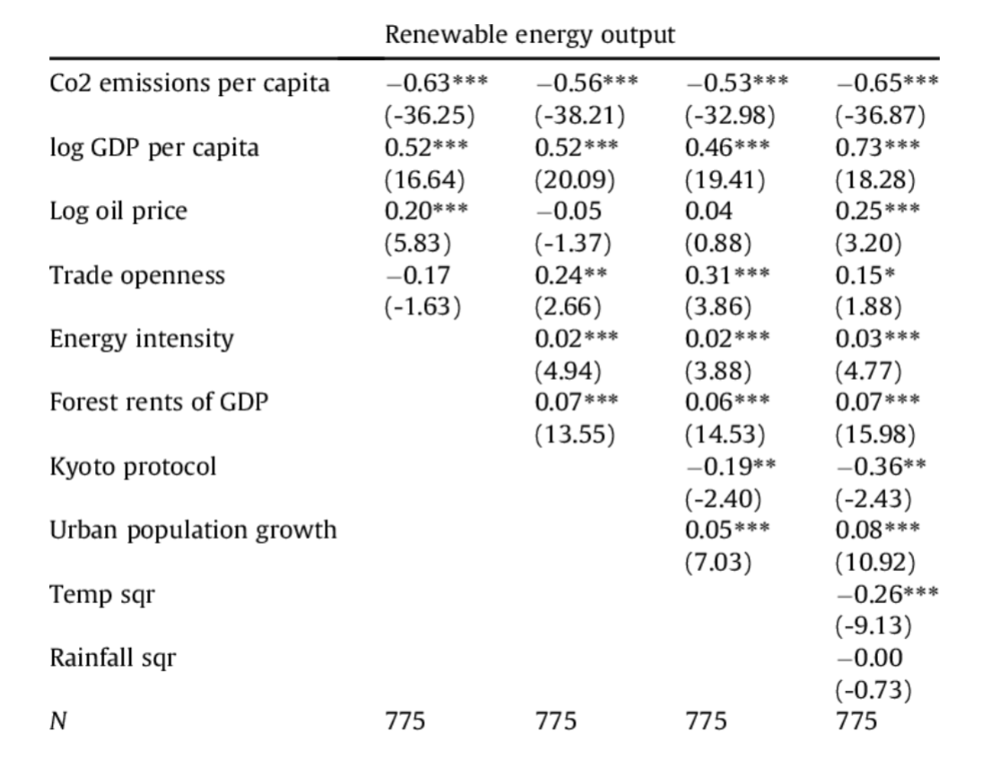 Renewable energy output
Co2 emissions per capita −0.63*** −0.56*** −0.53*** −0.65***
(-36.25) (-38.21) (-32.98) (-36.87)
log GDP per capita 0.52*** 0.52*** 0.46*** 0.73***
(16.64) (20.09) (19.41) (18.28)
Log oil price 0.20*** −0.05 0.04 0.25***
(5.83) (-1.37) (0.88) (3.20)
Trade openness −0.17 0.24** 0.31*** 0.15*
(-1.63) (2.66) (3.86) (1.88)
Energy intensity 0.02*** 0.02*** 0.03***
(4.94) (3.88) (4.77)
Forest rents of GDP 0.07*** 0.06*** 0.07***
(13.55) (14.53) (15.98)
Kyoto protocol −0.19** −0.36**
(-2.40) (-2.43)
Urban population growth 0.05*** 0.08***
(7.03) (10.92)
Temp sqr −0.26***
(-9.13)
Rainfall sqr −0.00
(-0.73)
N 775 775 775 775